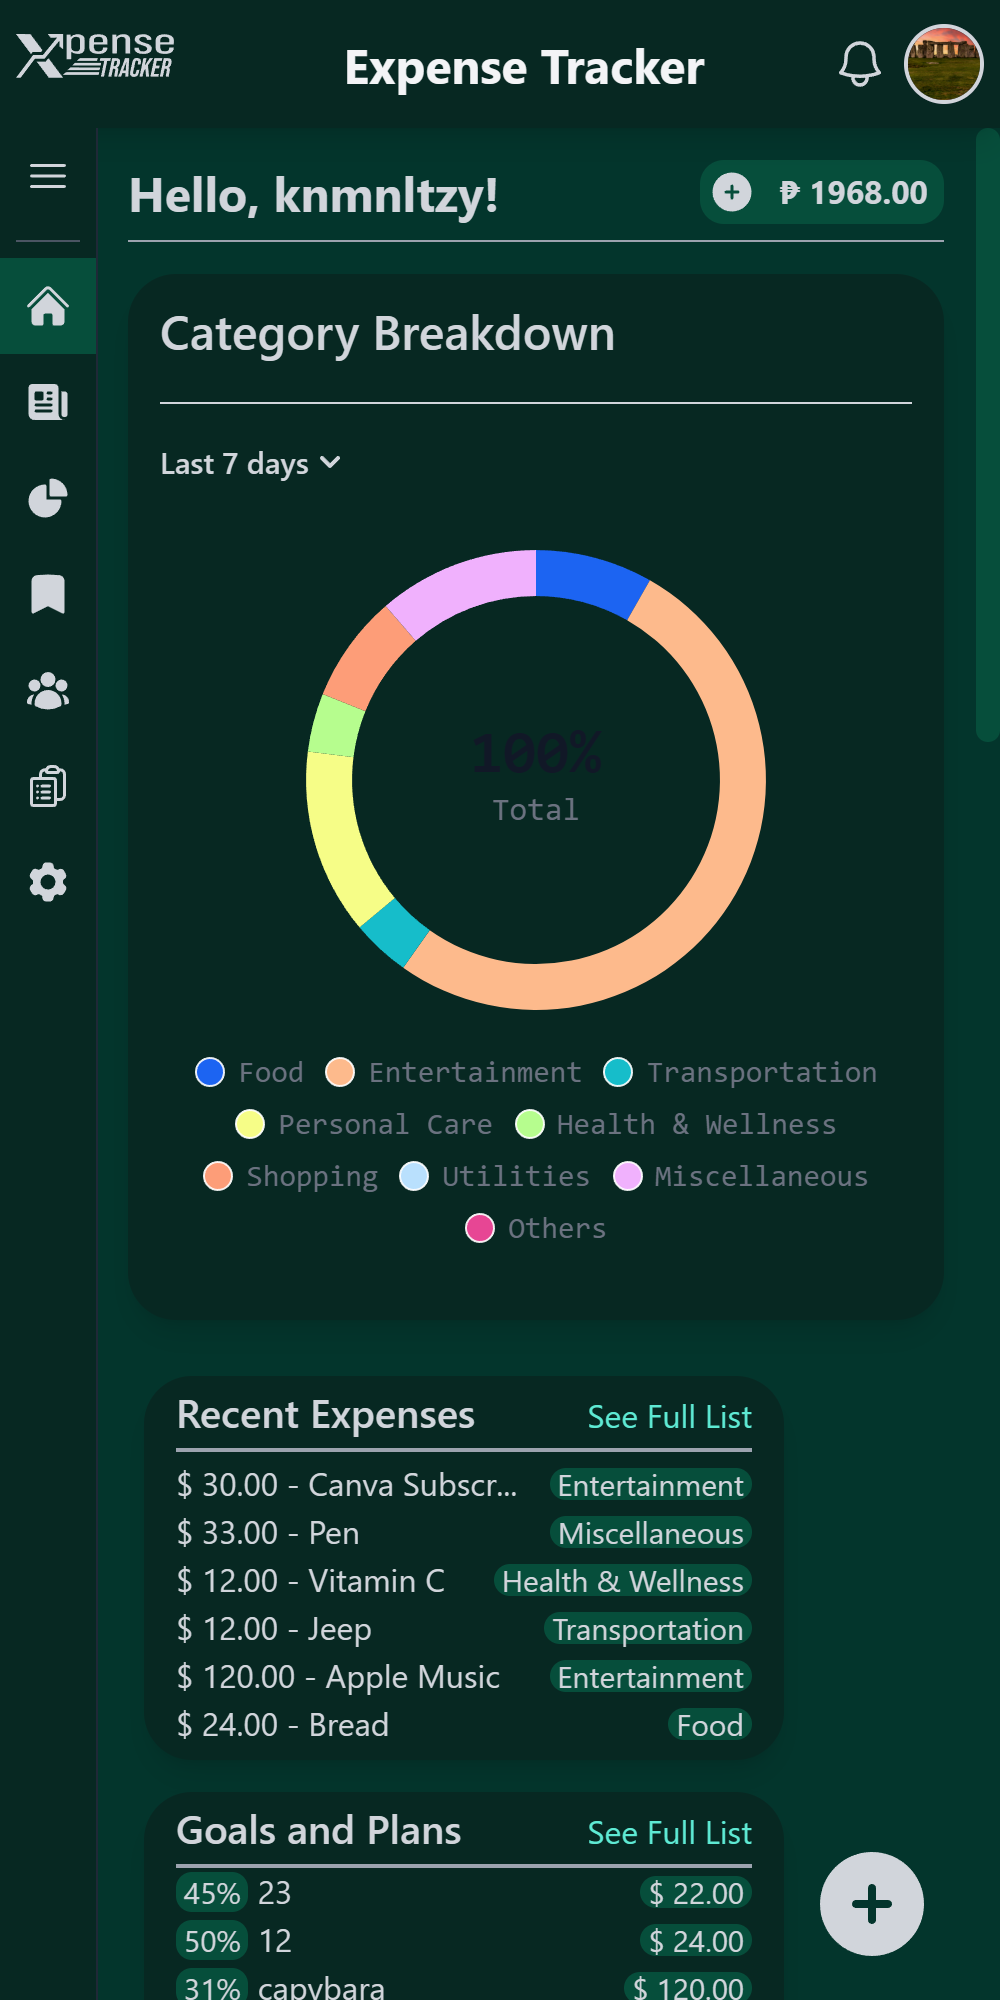 Xpense
TRACKER
Expense Tracker
Hello, knmnltzy!
₱ 1968.00
Category Breakdown
Last 7 days
100%
Total
Food Entertainment Transportation
Personal Care Health & Wellness
Shopping Utilities Miscellaneous
Others
Recent Expenses See Full List
$ 30.00 - Canva Subscr... Entertainment
$ 33.00 - Pen Miscellaneous
$ 12.00 - Vitamin C Health & Wellness
$ 12.00 - Jeep Transportation
$ 120.00 - Apple Music Entertainment
$ 24.00 - Bread Food
Goals and Plans See Full List
45% 23 $ 22.00
50% 12 $ 24.00
31% capybara $ 120.00